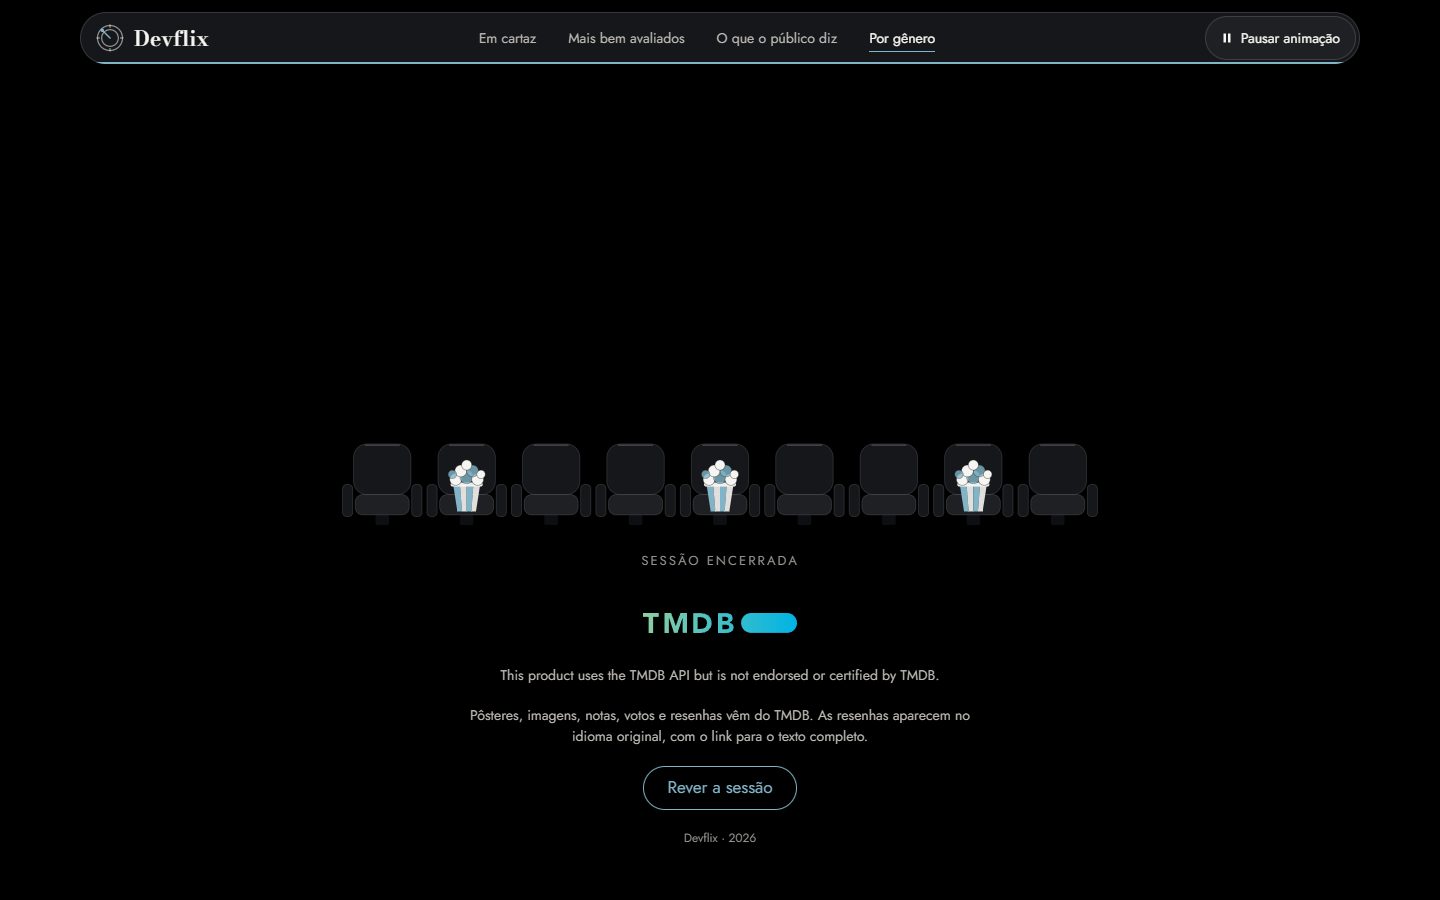 Devflix
Em cartaz
Mais bem avaliados
O que o público diz
Por gênero
Pausar animação
SESSÃO ENCERRADA
TMDB
This product uses the TMDB API but is not endorsed or certified by TMDB.
Pôsteres, imagens, notas, votos e resenhas vêm do TMDB. As resenhas aparecem no
idioma original, com o link para o texto completo.
Rever a sessão
Devflix · 2026